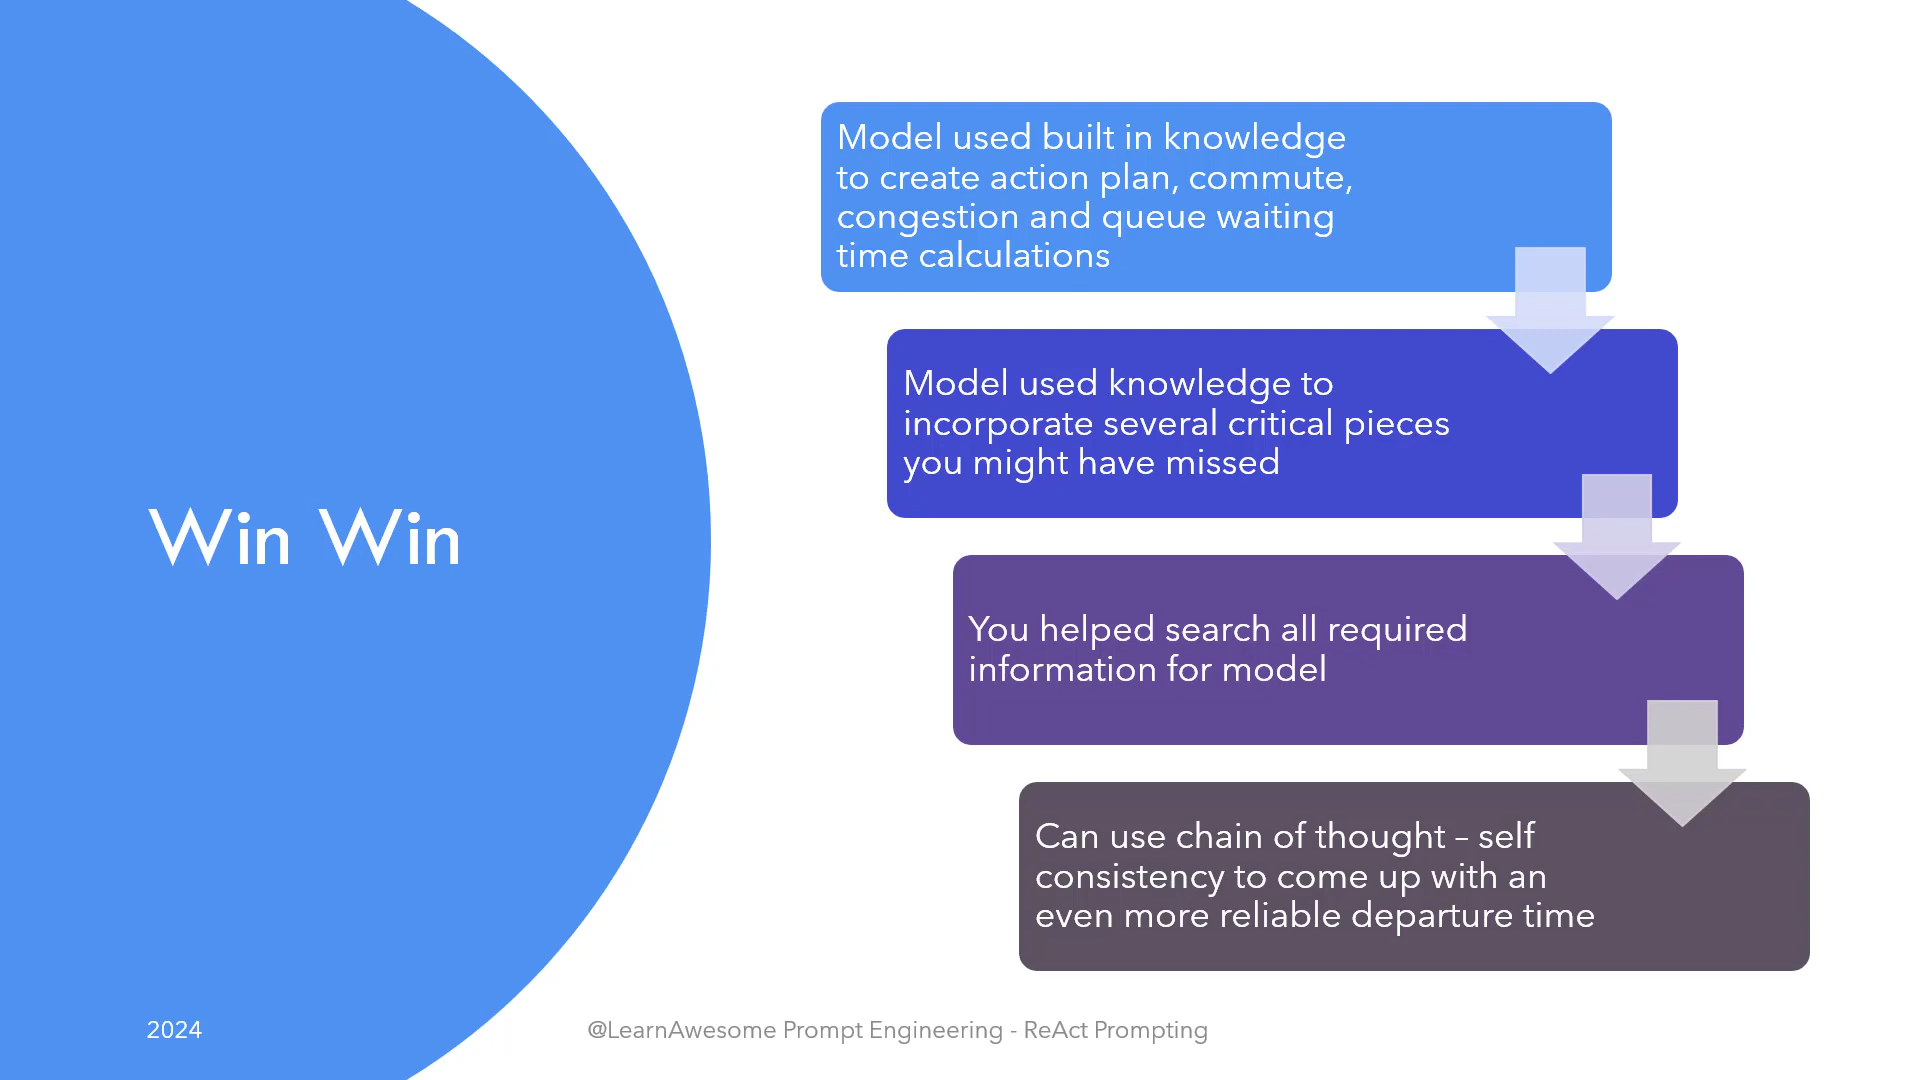 Win Win
Model used built in knowledge
to create action plan, commute,
congestion and queue waiting
time calculations
Model used knowledge to
incorporate several critical pieces
you might have missed
You helped search all required
information for model
Can use chain of thought – self
consistency to come up with an
even more reliable departure time
2024
@LearnAwesome Prompt Engineering - ReAct Prompting